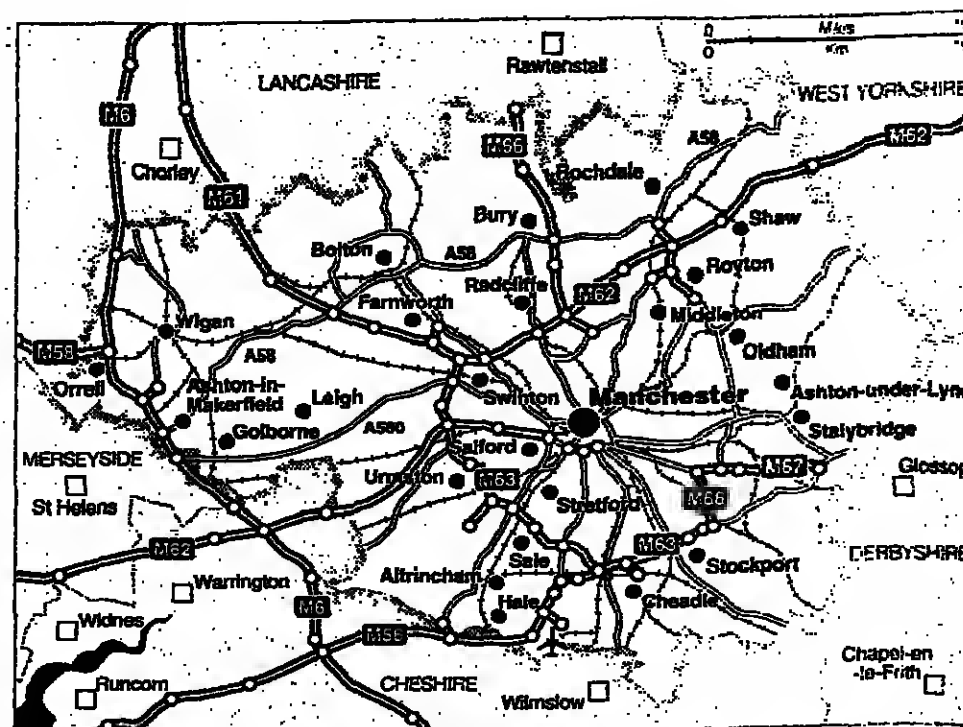 0 Miles
0 Km
Rawtenstall
LANCASHIRE
WEST YORKSHIRE
M6
M62
A58
Chorley
M61
Rochdale
Bury
Shaw
Bolton
A58
Radcliffe
Royton
M62
Farnworth
Middleton
Wigan
Oldham
M58
A58
Orrell
Ashton-in-
Makerfield
Leigh
Swinton
Manchester
Ashton-under-Lyne
Golborne
A580
Salford
Stalybridge
MERSEYSIDE
Urmston
M63
M67
Glossop
St Helens
Stretford
M66
M62
Sale
M63
Stockport
DERBYSHIRE
Warrington
Altrincham
M6
Hale
Cheadle
Widnes
M56
Chapel-en
-le-Frith
Runcorn
CHESHIRE
Wilmslow